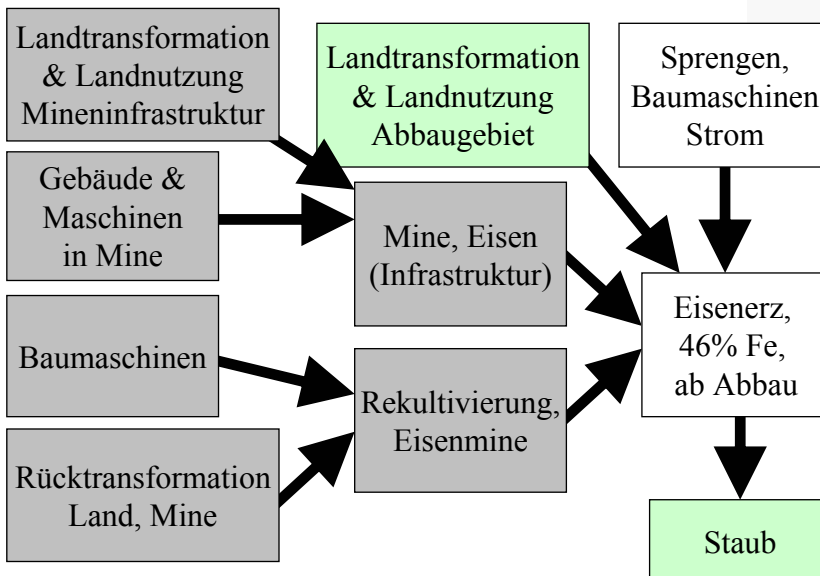 Landtransformation
& Landnutzung
Mineninfrastruktur
Landtransformation
& Landnutzung
Abbaugebiet
Sprengen,
Baumaschinen
Strom
Gebäude &
Maschinen
in Mine
Mine, Eisen
(Infrastruktur)
Eisenerz,
46% Fe,
ab Abbau
Baumaschinen
Rekultivierung,
Eisenmine
Rücktransformation
Land, Mine
Staub